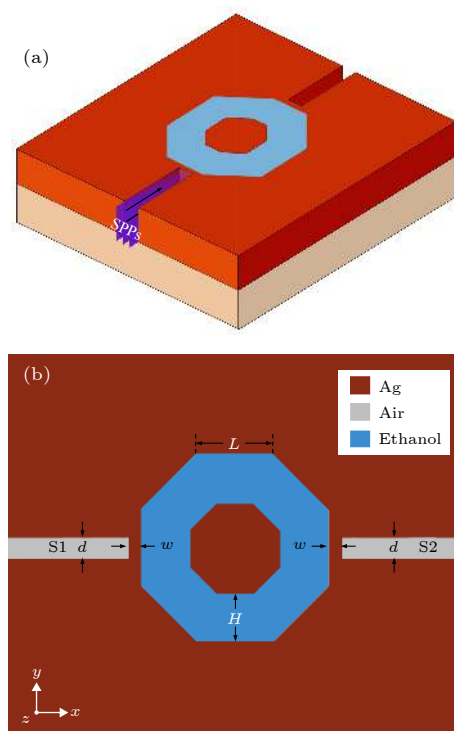 (a)
SPPs
(b)
Ag
Air
Ethanol
L
S1 d w w d S2
H
y
z x